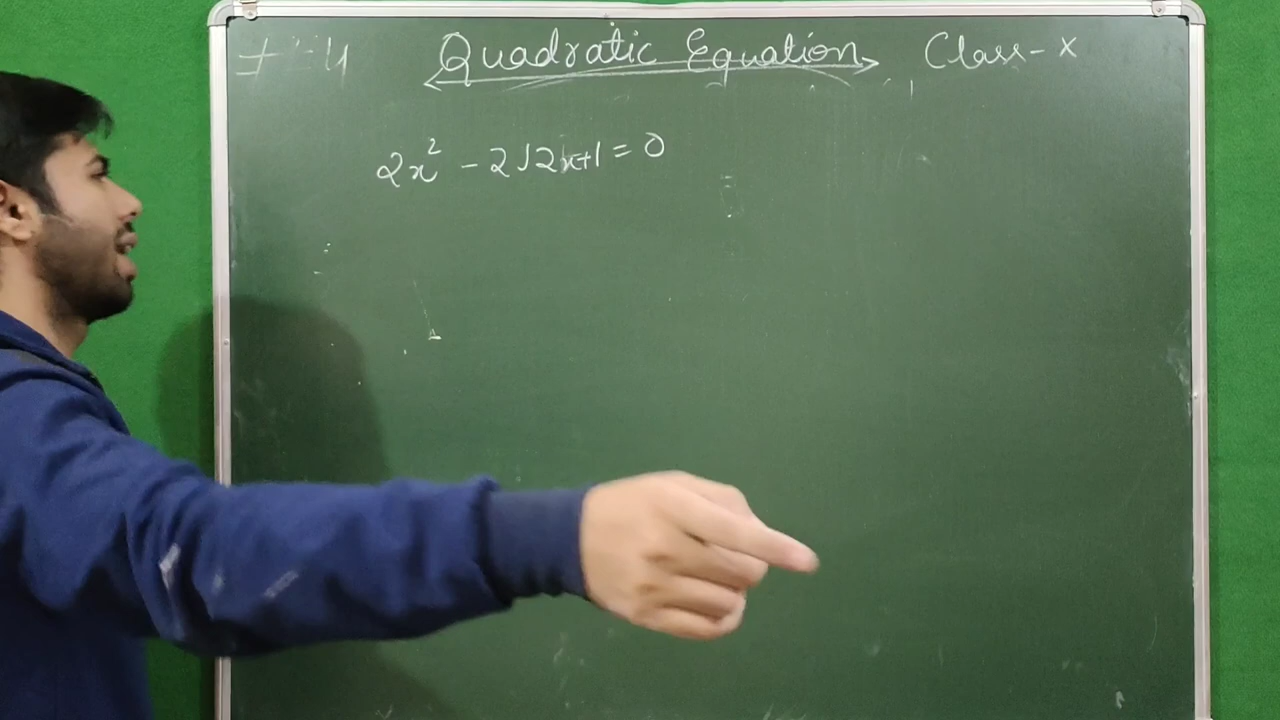 Quadratic Equation Class-X
2x² - 2√2x+1 = 0